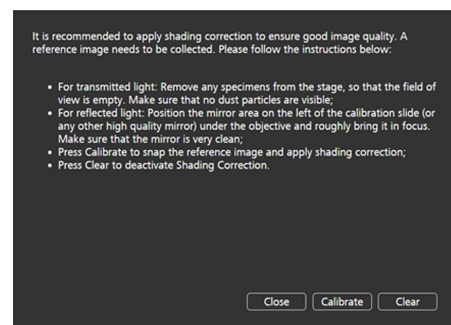 It is recommended to apply shading correction to ensure good image quality. A
reference image needs to be collected. Please follow the instructions below:
• For transmitted light: Remove any specimens from the stage, so that the field of
view is empty. Make sure that no dust particles are visible;
• For reflected light: Position the mirror area on the left of the calibration slide (or
any other high quality mirror) under the objective and roughly bring it in focus.
Make sure that the mirror is very clean;
• Press Calibrate to snap the reference image and apply shading correction;
• Press Clear to deactivate Shading Correction.
Close Calibrate Clear